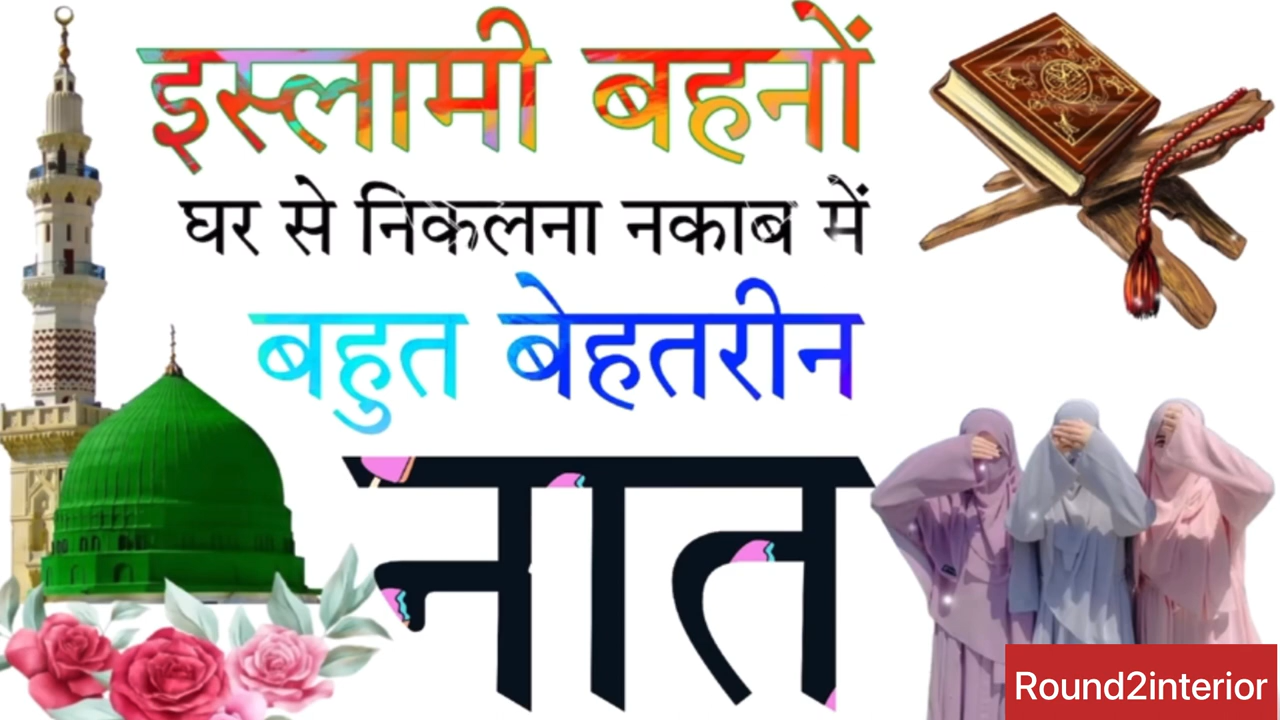 इस्लामी बहनों
घर से निकलना नकाब में
बहुत बेहतरीन
नात
Round2interior